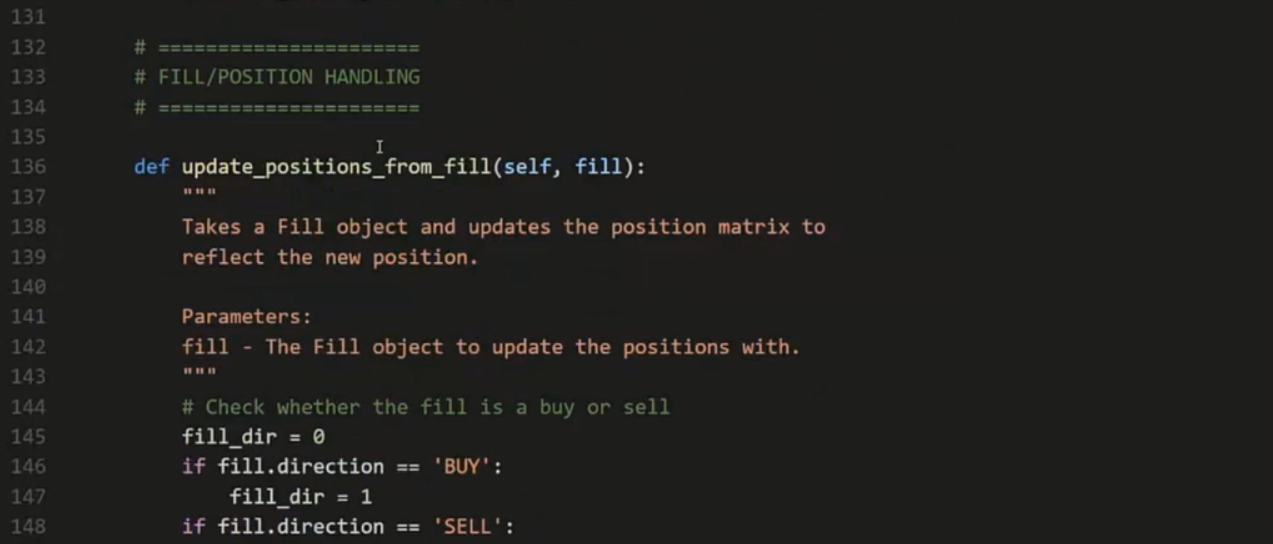 131
132 # ======================
133 # FILL/POSITION HANDLING
134 # ======================
135
136 def update_positions_from_fill(self, fill):
137 """
138 Takes a Fill object and updates the position matrix to
139 reflect the new position.
140
141 Parameters:
142 fill - The Fill object to update the positions with.
143 """
144 # Check whether the fill is a buy or sell
145 fill_dir = 0
146 if fill.direction == 'BUY':
147 fill_dir = 1
148 if fill.direction == 'SELL':